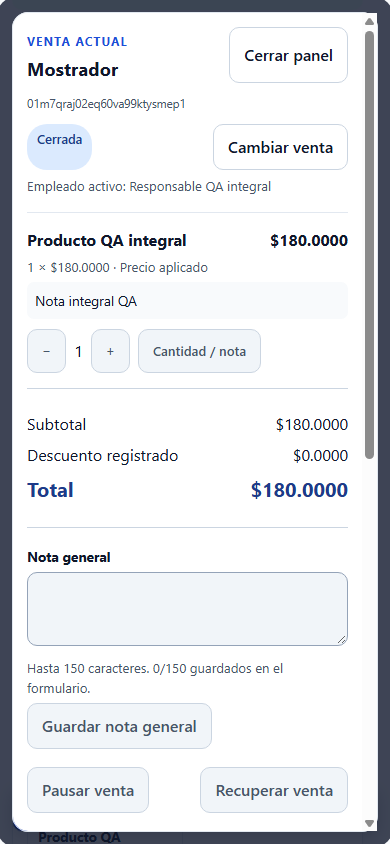 VENTA ACTUAL
Mostrador
Cerrar panel
01m7qraj02eq60va99ktysmep1
Cerrada
Cambiar venta
Empleado activo: Responsable QA integral
Producto QA integral $180.0000
1 × $180.0000 · Precio aplicado
Nota integral QA
− 1 + Cantidad / nota
Subtotal $180.0000
Descuento registrado $0.0000
Total $180.0000
Nota general
Hasta 150 caracteres. 0/150 guardados en el
formulario.
Guardar nota general
Pausar venta Recuperar venta
Producto QA